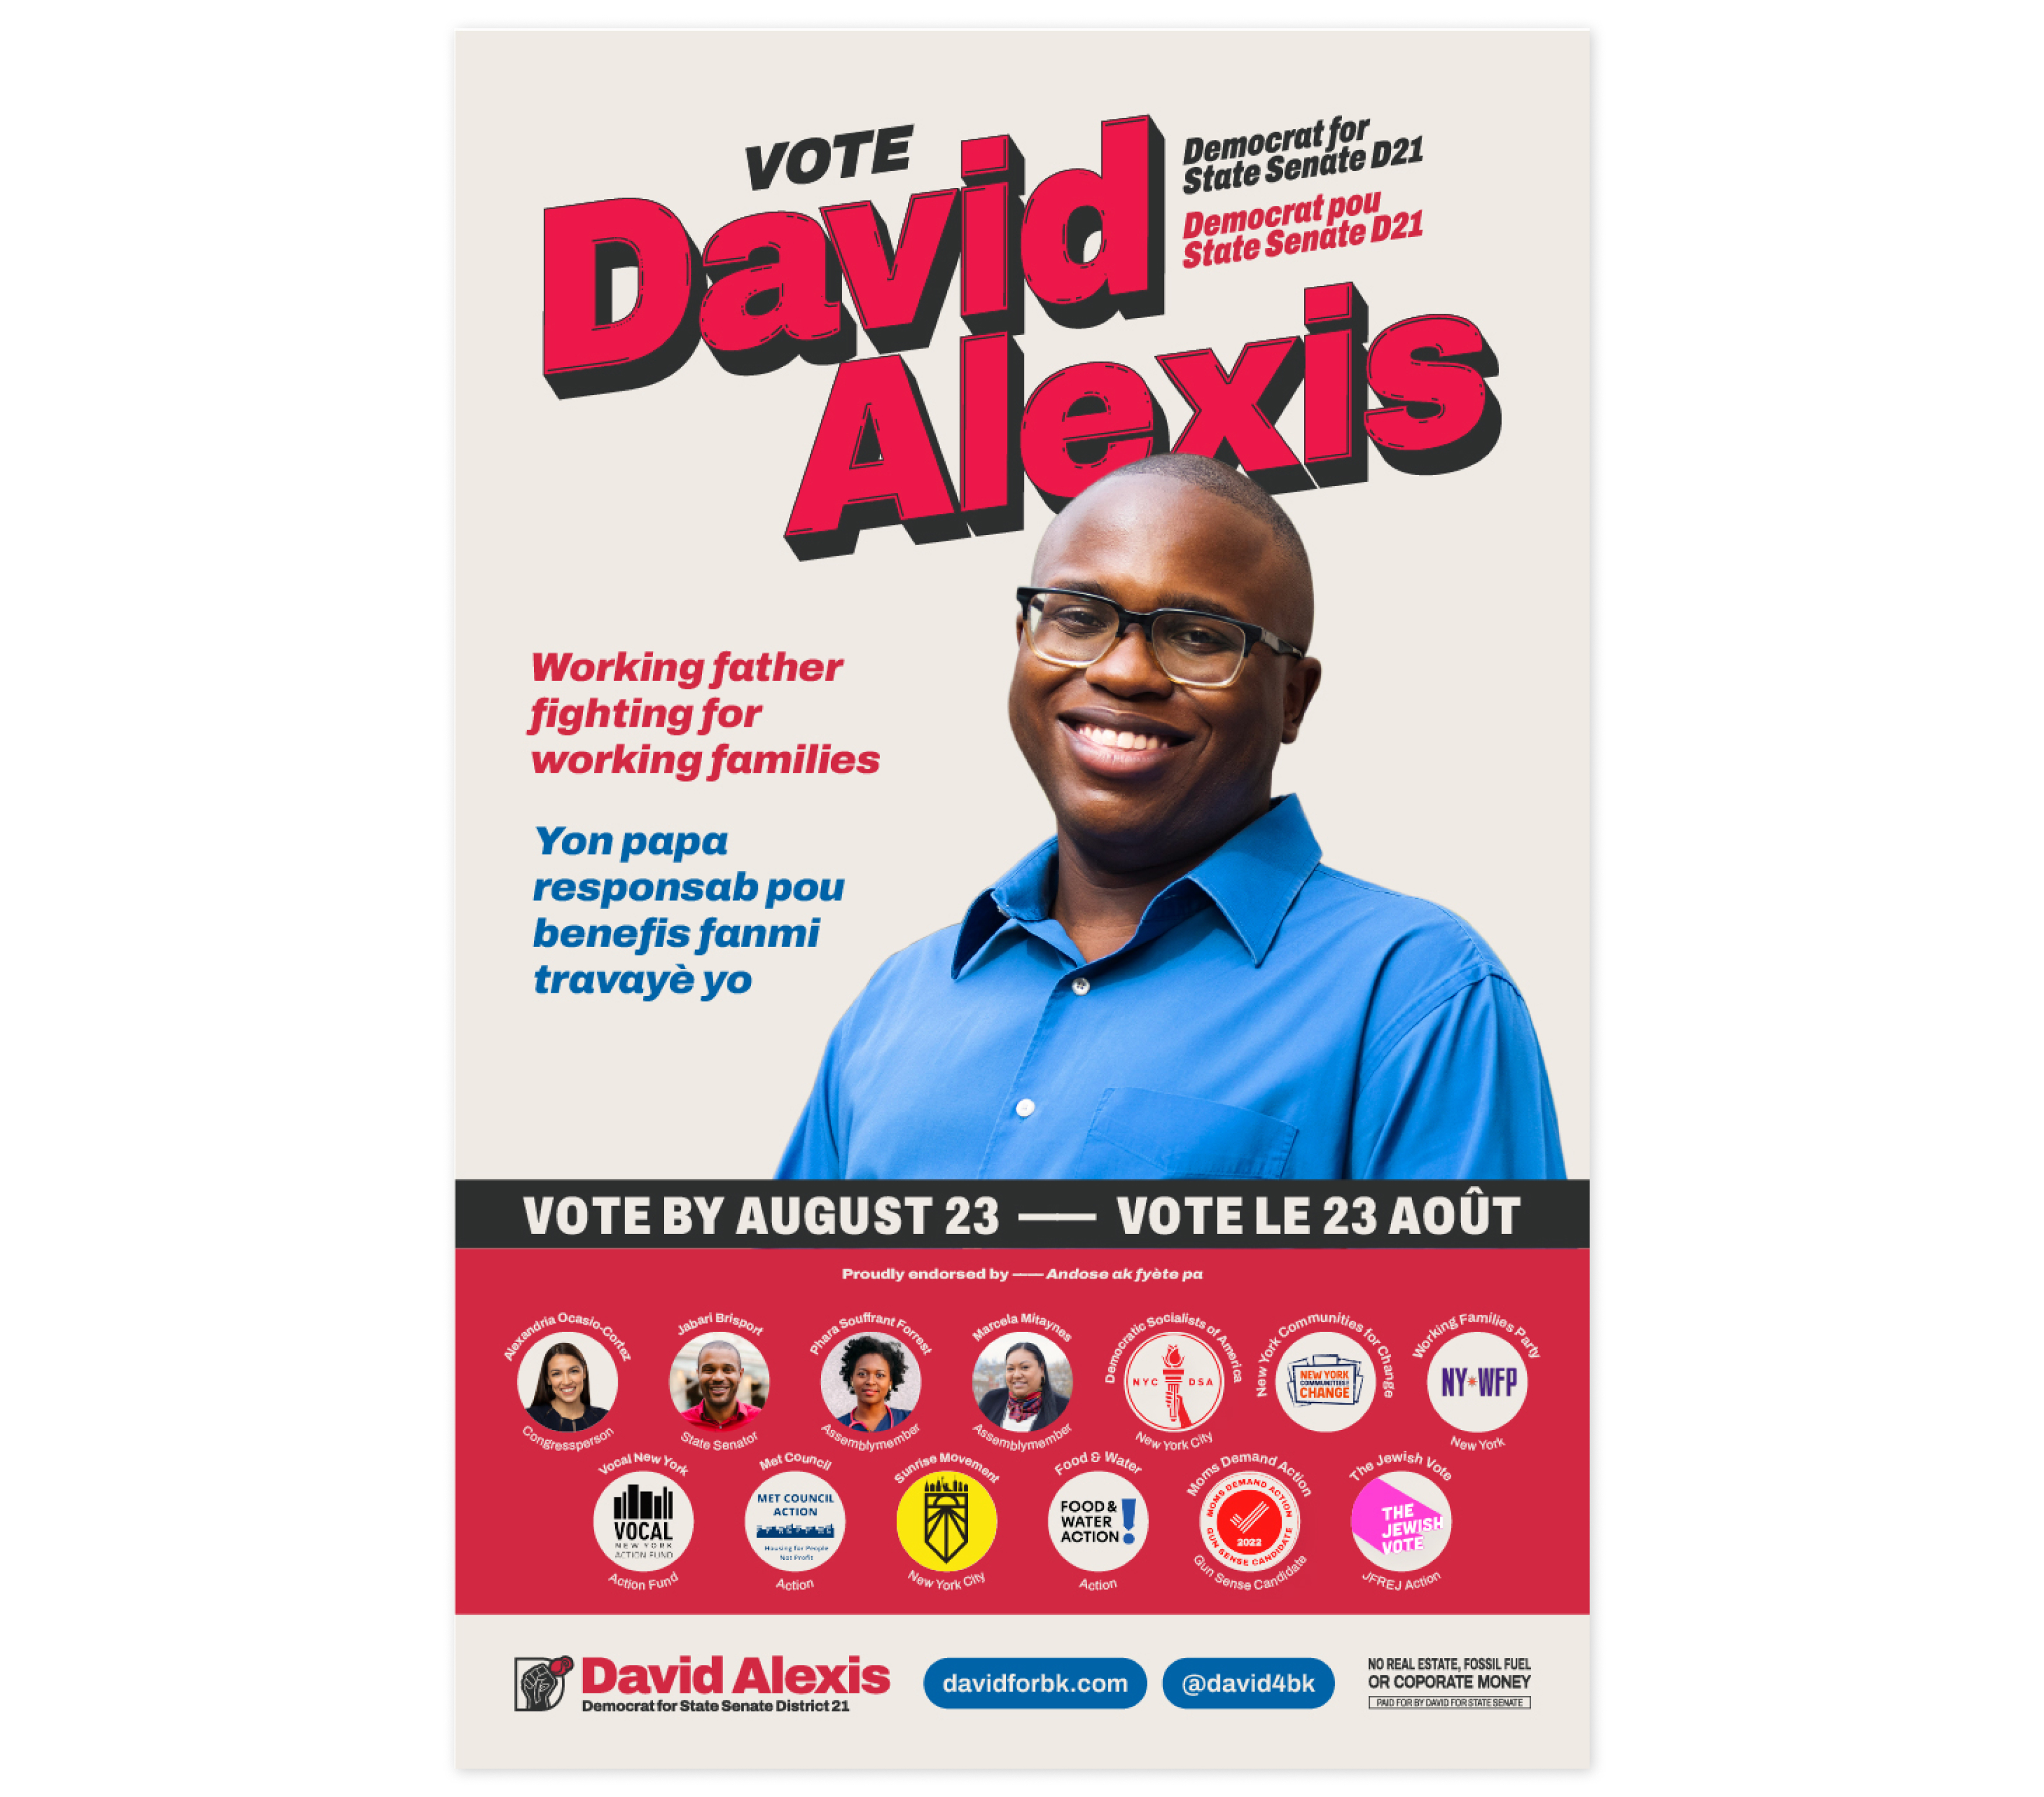 VOTE
David
Alexis
Democrat for
State Senate D21
Democrat pou
State Senate D21
Working father
fighting for
working families
Yon papa
responsab pou
benefis fanmi
travayè yo
VOTE BY AUGUST 23 — VOTE LE 23 AOÛT
Proudly endorsed by — Andose ak fyète pa
Alexandria Ocasio-Cortez
Congressperson
Jabari Brisport
State Senator
Phara Souffrant Forrest
Assemblymember
Marcela Mitaynes
Assemblymember
Democratic Socialists of America
NYC DSA
New York City
New York Communities for Change
NEW YORK
COMMUNITIES FOR
CHANGE
Working Families Party
NY*WFP
New York
Vocal New York
VOCAL
NEW YORK
ACTION FUND
Action Fund
Met Council
MET COUNCIL
ACTION
Housing for People
Not Profit
Action
Sunrise Movement
New York City
Food & Water
FOOD &
WATER
ACTION!
Action
Moms Demand Action
MOMS DEMAND ACTION
2022
GUN SENSE CANDIDATE
Gun Sense Candidate
The Jewish Vote
THE
JEWISH
VOTE
JFREJ Action
David Alexis
Democrat for State Senate District 21
davidforbk.com
@david4bk
NO REAL ESTATE, FOSSIL FUEL
OR COPORATE MONEY
PAID FOR BY DAVID FOR STATE SENATE